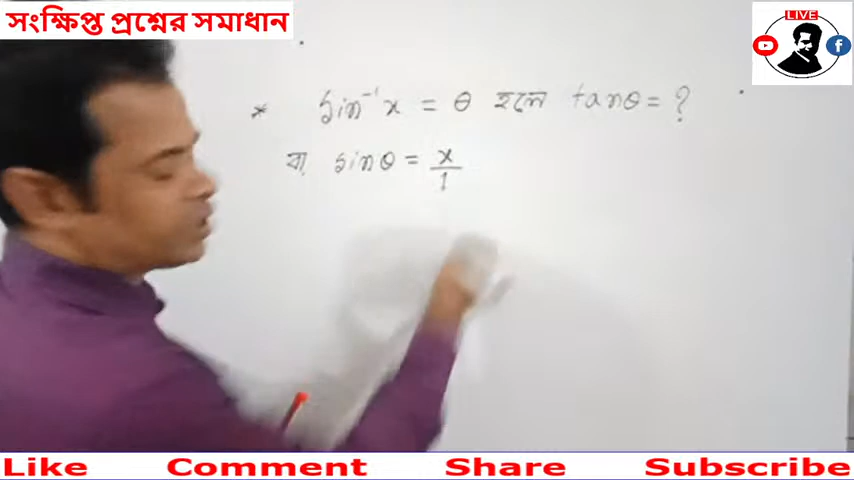 সংক্ষিপ্ত প্রশ্নের সমাধান
LIVE
* sin⁻¹x = θ হলে tanθ = ?
বা, sinθ = x/1
Like Comment Share Subscribe